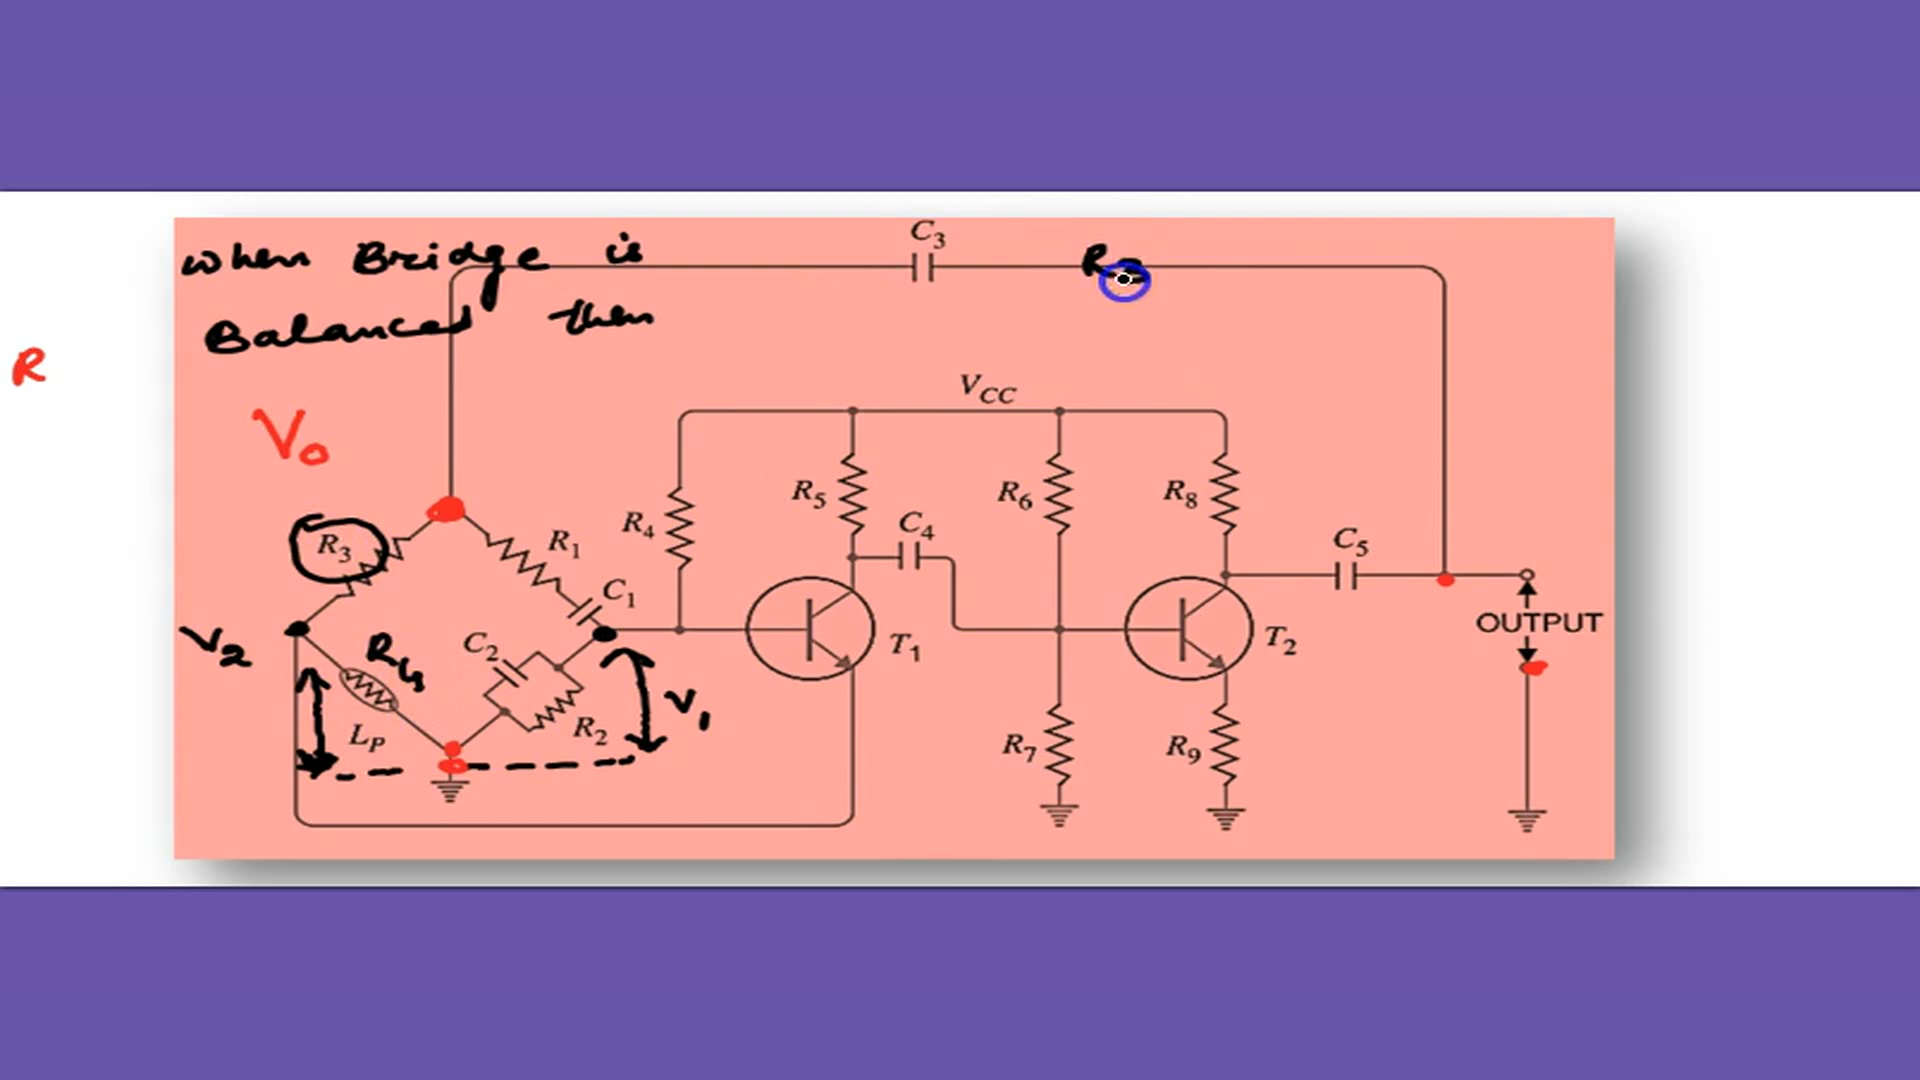 when Bridge is
Balanced then
R
V₀
C₃
R
V_CC
R₃
R₁
C₁
R₄
R₅
C₄
R₆
R₈
C₅
OUTPUT
V₂
R₄
C₂
L_P
R₂
V₁
T₁
T₂
R₇
R₉